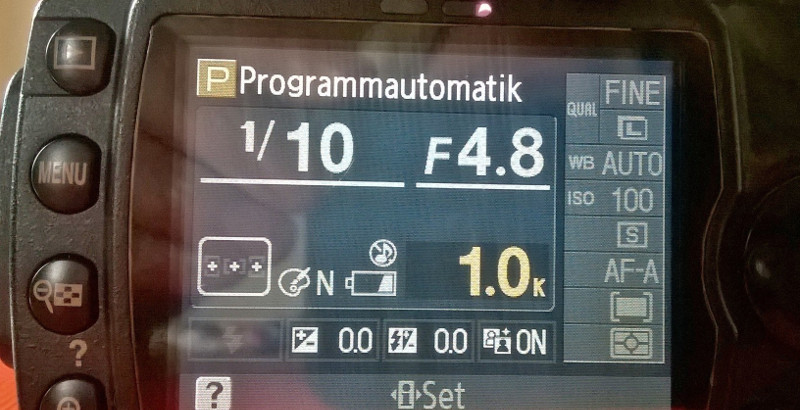 P Programmautomatik
1/10 F4.8
QUAL FINE
L
WB AUTO
ISO 100
S
AF-A
N 1.0K
0.0 0.0 ON
? Set
MENU
?